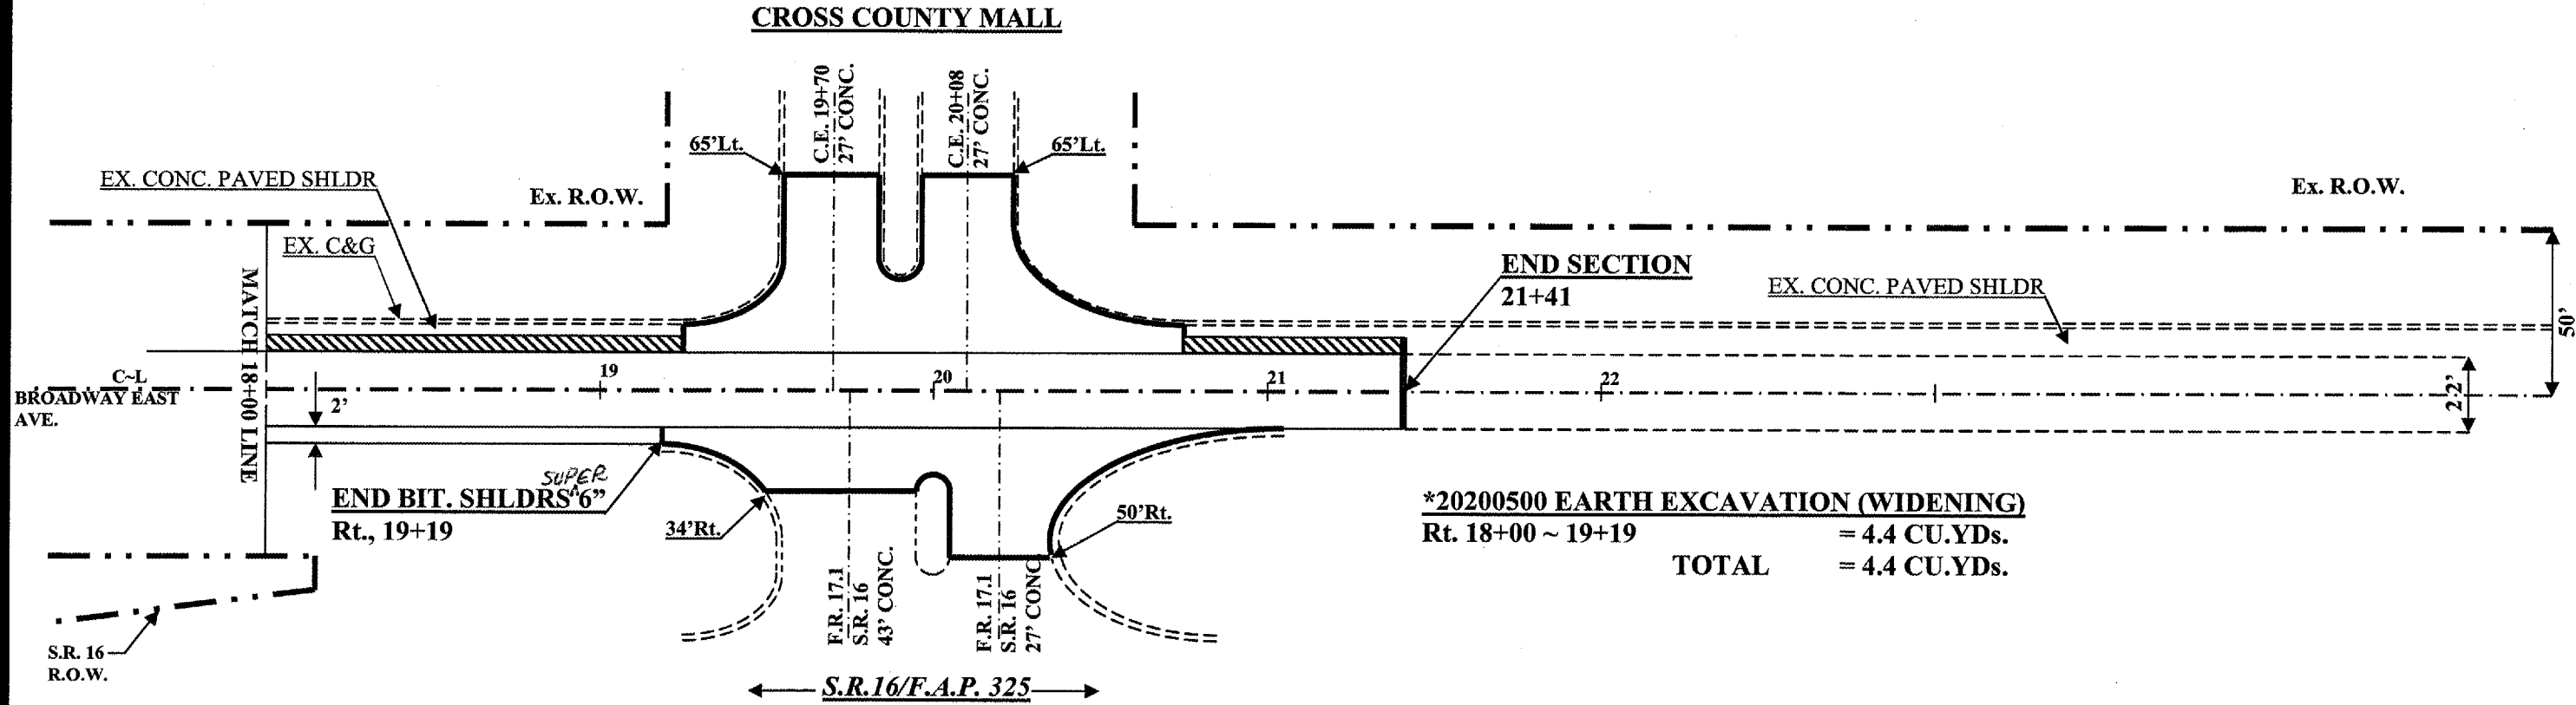 CROSS COUNTY MALL
C.E. 19+70
27' CONC.
C.E. 20+08
27' CONC.
65'Lt.
65'Lt.
EX. CONC. PAVED SHLDR
Ex. R.O.W.
Ex. R.O.W.
EX. C&G
MATCH 18+00 LINE
END SECTION
21+41
EX. CONC. PAVED SHLDR
50'
C~L
BROADWAY EAST
AVE.
19
20
21
22
22'
2'
SUPER
END BIT. SHLDRS^6"
Rt., 19+19
34'Rt.
50'Rt.
*20200500 EARTH EXCAVATION (WIDENING)
Rt. 18+00 ~ 19+19 = 4.4 CU.YDs.
TOTAL = 4.4 CU.YDs.
F.R. 17.1
S.R. 16
43' CONC.
F.R. 17.1
S.R. 16
27' CONC
S.R. 16
R.O.W.
S.R.16/F.A.P. 325